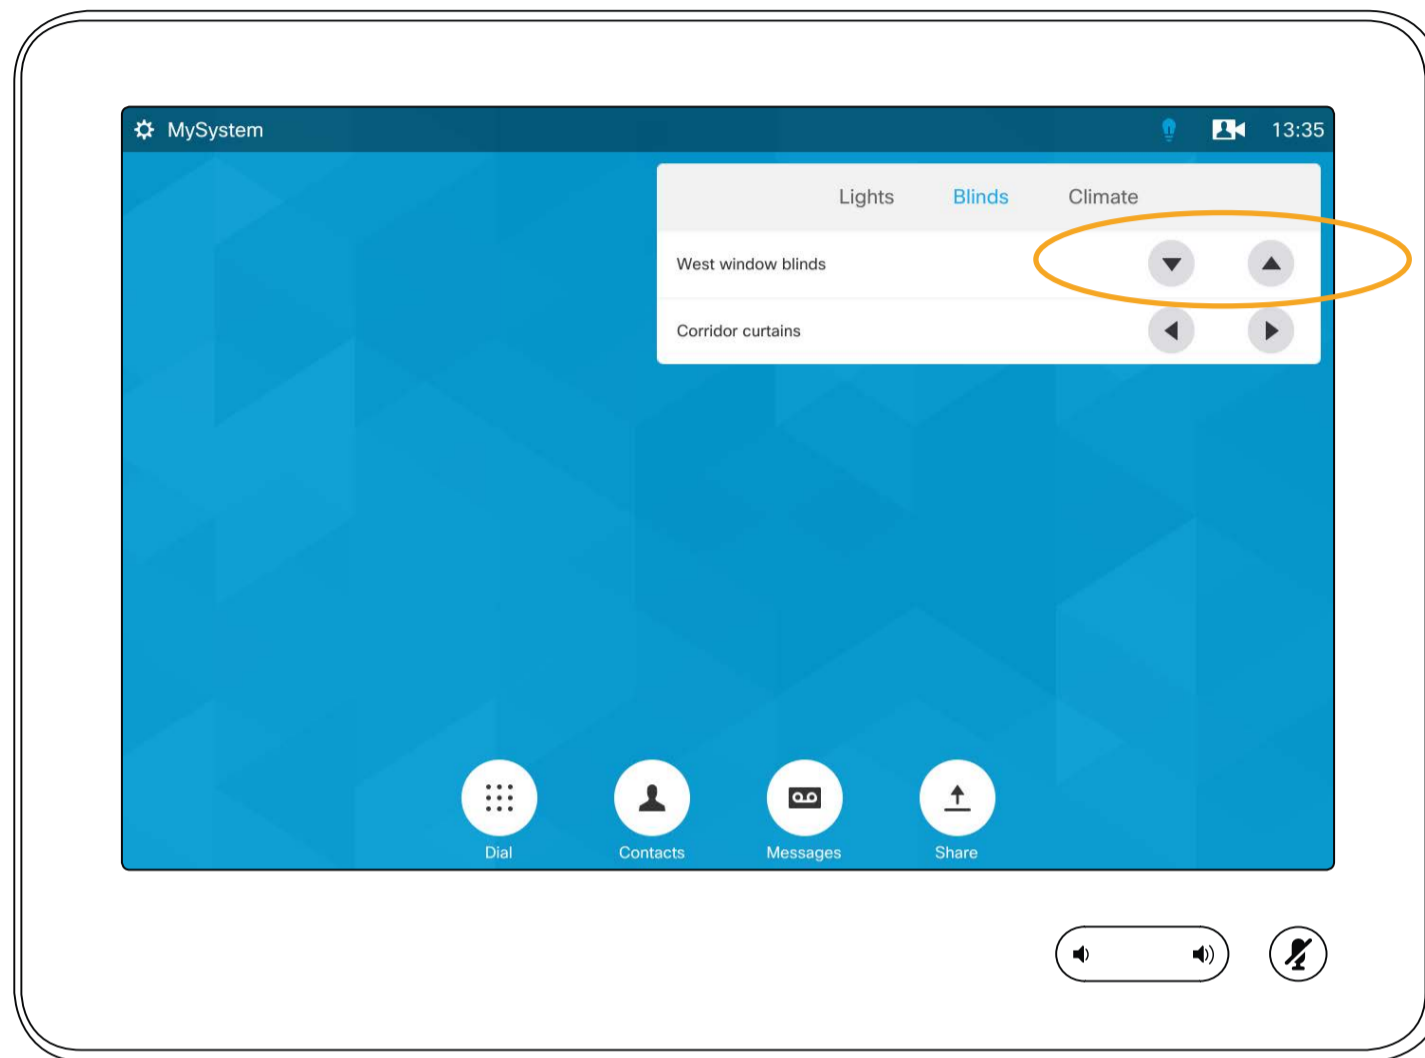 MySystem
13:35
Lights Blinds Climate
West window blinds
Corridor curtains
Dial Contacts Messages Share